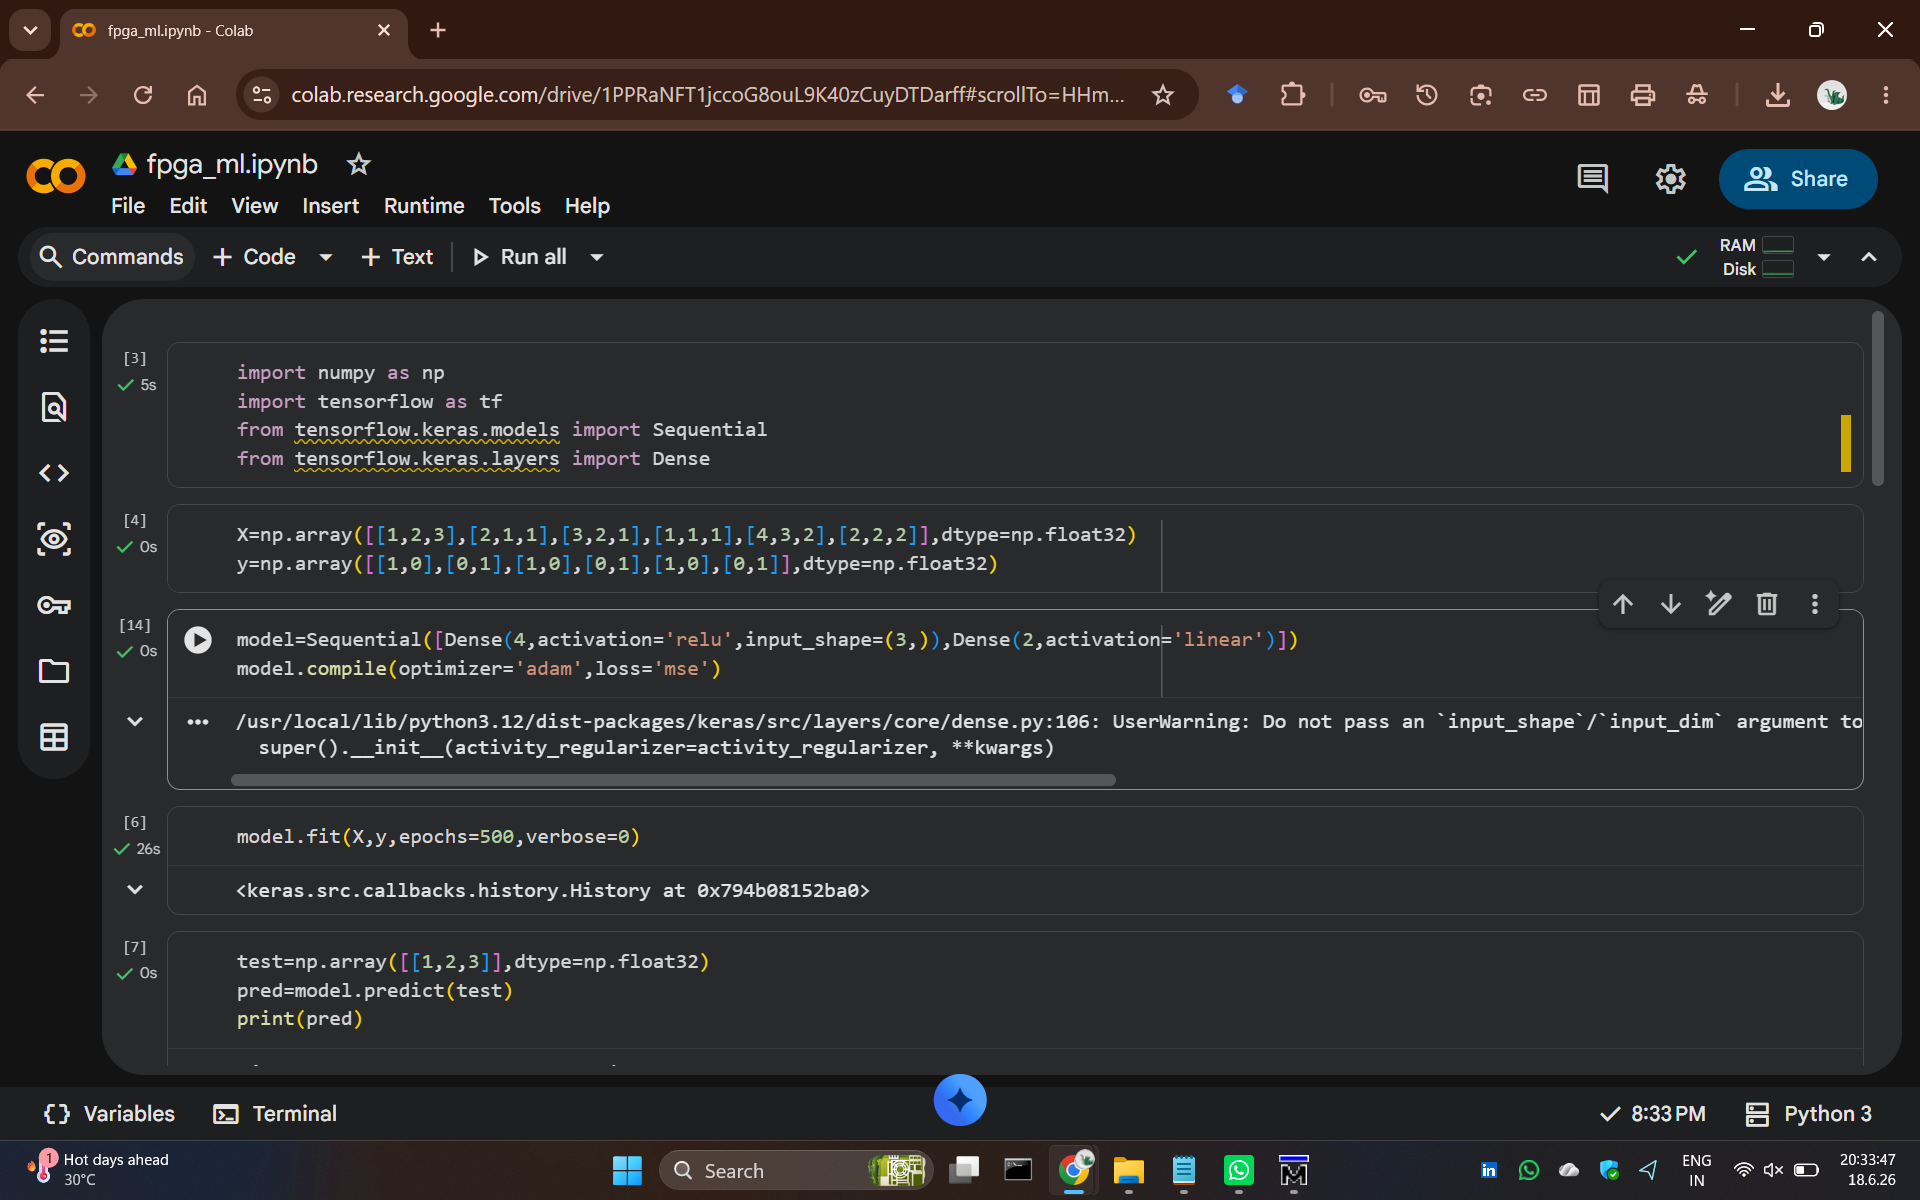 fpga_ml.ipynb - Colab
colab.research.google.com/drive/1PPRaNFT1jccoG8ouL9K40zCuyDTDarff#scrollTo=HHm...
fpga_ml.ipynb
File Edit View Insert Runtime Tools Help
Share
Commands + Code + Text Run all
RAM
Disk
[3]
5s
import numpy as np
import tensorflow as tf
from tensorflow.keras.models import Sequential
from tensorflow.keras.layers import Dense
[4]
0s
X=np.array([[1,2,3],[2,1,1],[3,2,1],[1,1,1],[4,3,2],[2,2,2]],dtype=np.float32)
y=np.array([[1,0],[0,1],[1,0],[0,1],[1,0],[0,1]],dtype=np.float32)
[14]
0s
model=Sequential([Dense(4,activation='relu',input_shape=(3,)),Dense(2,activation='linear')])
model.compile(optimizer='adam',loss='mse')
/usr/local/lib/python3.12/dist-packages/keras/src/layers/core/dense.py:106: UserWarning: Do not pass an `input_shape`/`input_dim` argument to
super().__init__(activity_regularizer=activity_regularizer, **kwargs)
[6]
26s
model.fit(X,y,epochs=500,verbose=0)
<keras.src.callbacks.history.History at 0x794b08152ba0>
[7]
0s
test=np.array([[1,2,3]],dtype=np.float32)
pred=model.predict(test)
print(pred)
Variables Terminal
8:33 PM Python 3
1
Hot days ahead
30°C
Search
ENG
IN
20:33:47
18.6.26